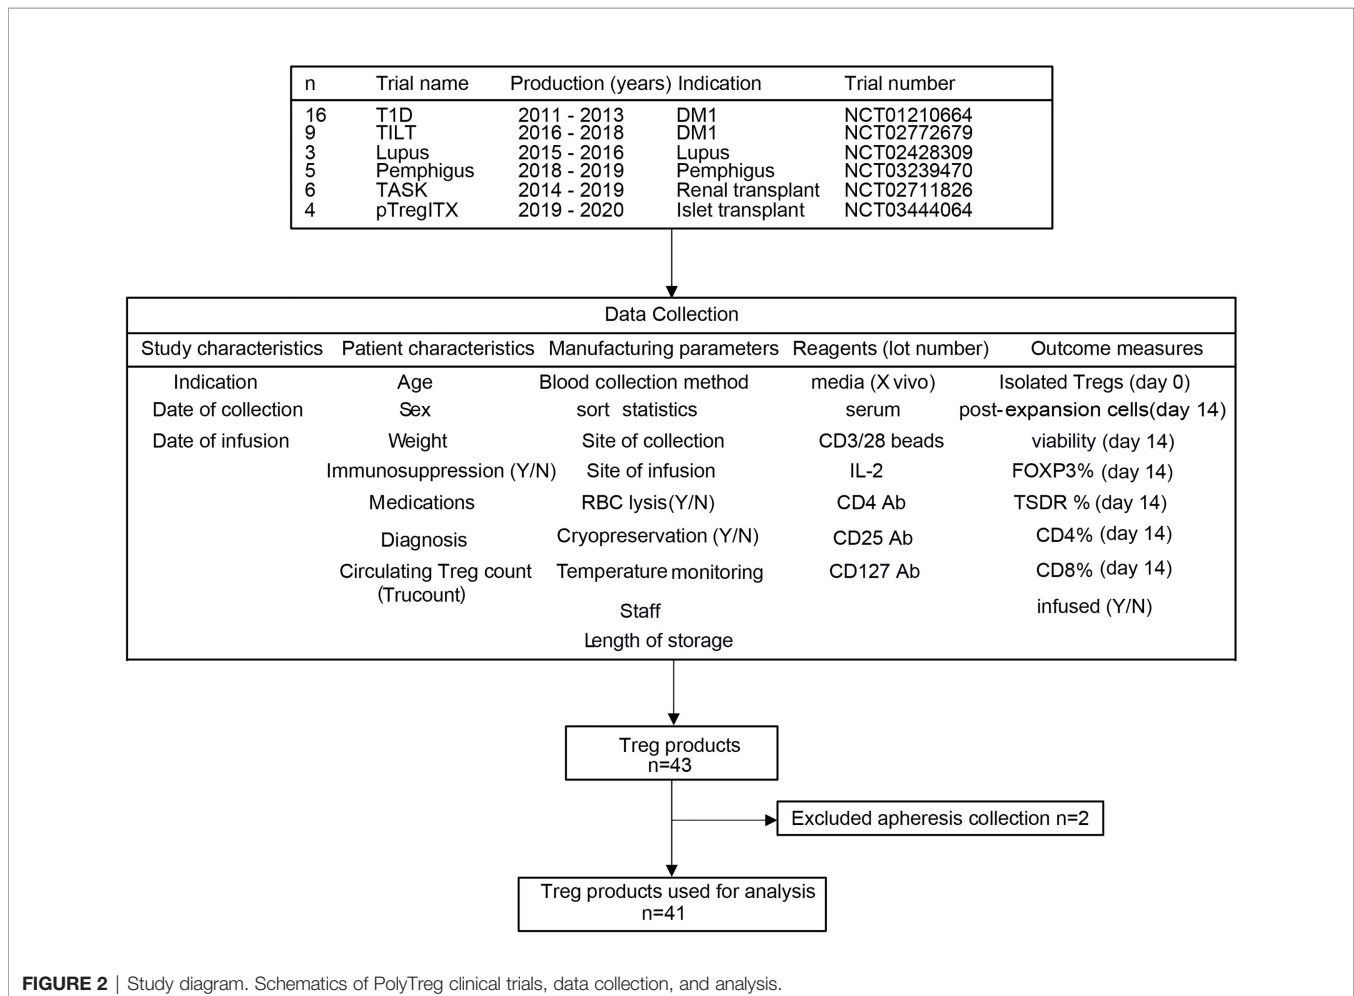 n Trial name Production (years) Indication Trial number
16 T1D 2011 - 2013 DM1 NCT01210664
9 TILT 2016 - 2018 DM1 NCT02772679
3 Lupus 2015 - 2016 Lupus NCT02428309
5 Pemphigus 2018 - 2019 Pemphigus NCT03239470
6 TASK 2014 - 2019 Renal transplant NCT02711826
4 pTregITX 2019 - 2020 Islet transplant NCT03444064
Data Collection
Study characteristics Patient characteristics Manufacturing parameters Reagents (lot number) Outcome measures
Indication Age Blood collection method media (X vivo) Isolated Tregs (day 0)
Date of collection Sex sort statistics serum post-expansion cells(day 14)
Date of infusion Weight Site of collection CD3/28 beads viability (day 14)
Immunosuppression (Y/N) Site of infusion IL-2 FOXP3% (day 14)
Medications RBC lysis(Y/N) CD4 Ab TSDR % (day 14)
Diagnosis Cryopreservation (Y/N) CD25 Ab CD4% (day 14)
Circulating Treg count Temperature monitoring CD127 Ab CD8% (day 14)
(Trucount)
Staff infused (Y/N)
Length of storage
Treg products
n=43
Excluded apheresis collection n=2
Treg products used for analysis
n=41
FIGURE 2 | Study diagram. Schematics of PolyTreg clinical trials, data collection, and analysis.